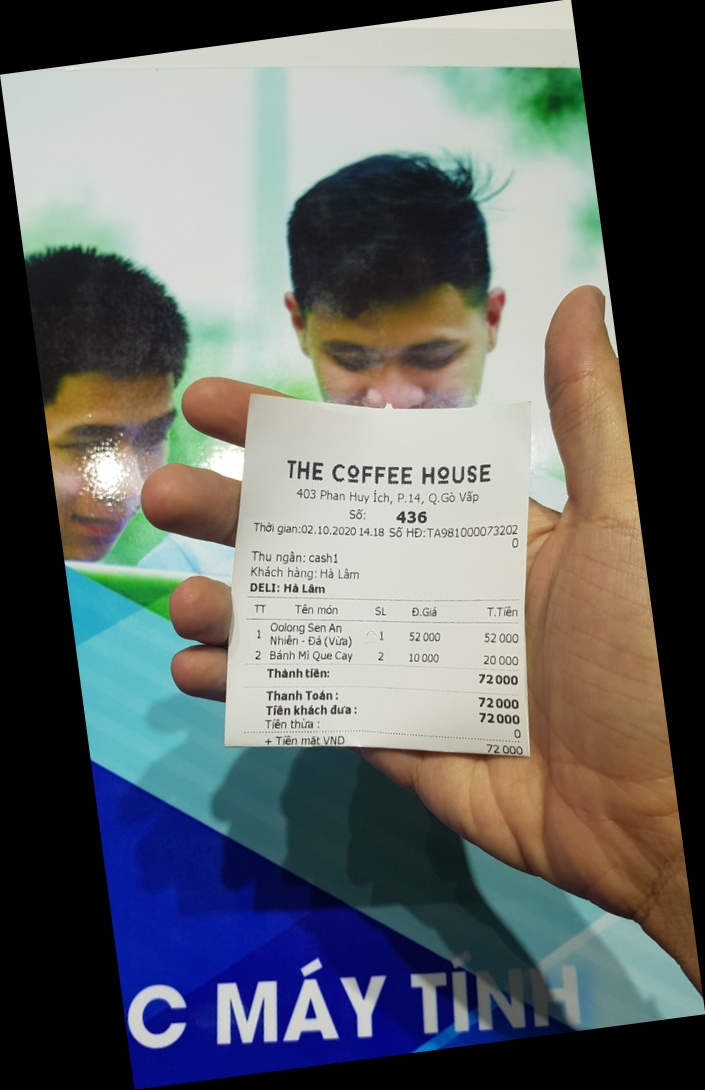 THE COFFEE HOUSE
403 Phan Huy Ích, P.14, Q.Gò Vấp
Số: 436
Thời gian:02.10.2020 14.18 Số HĐ:TA981000073202
0
Thu ngân: cash1
Khách hàng: Hà Lâm
DELI: Hà Lâm
TT Tên món SL Đ.Giá T.Tiền
1 Oolong Sen An Nhiên - Đá (Vừa) 1 52 000 52 000
2 Bánh Mì Que Cay 2 10 000 20 000
Thành tiền: 72 000
Thanh Toán : 72 000
Tiền khách đưa : 72 000
Tiền thừa : 0
+ Tiền mặt VND 72 000
C MÁY TÍNH